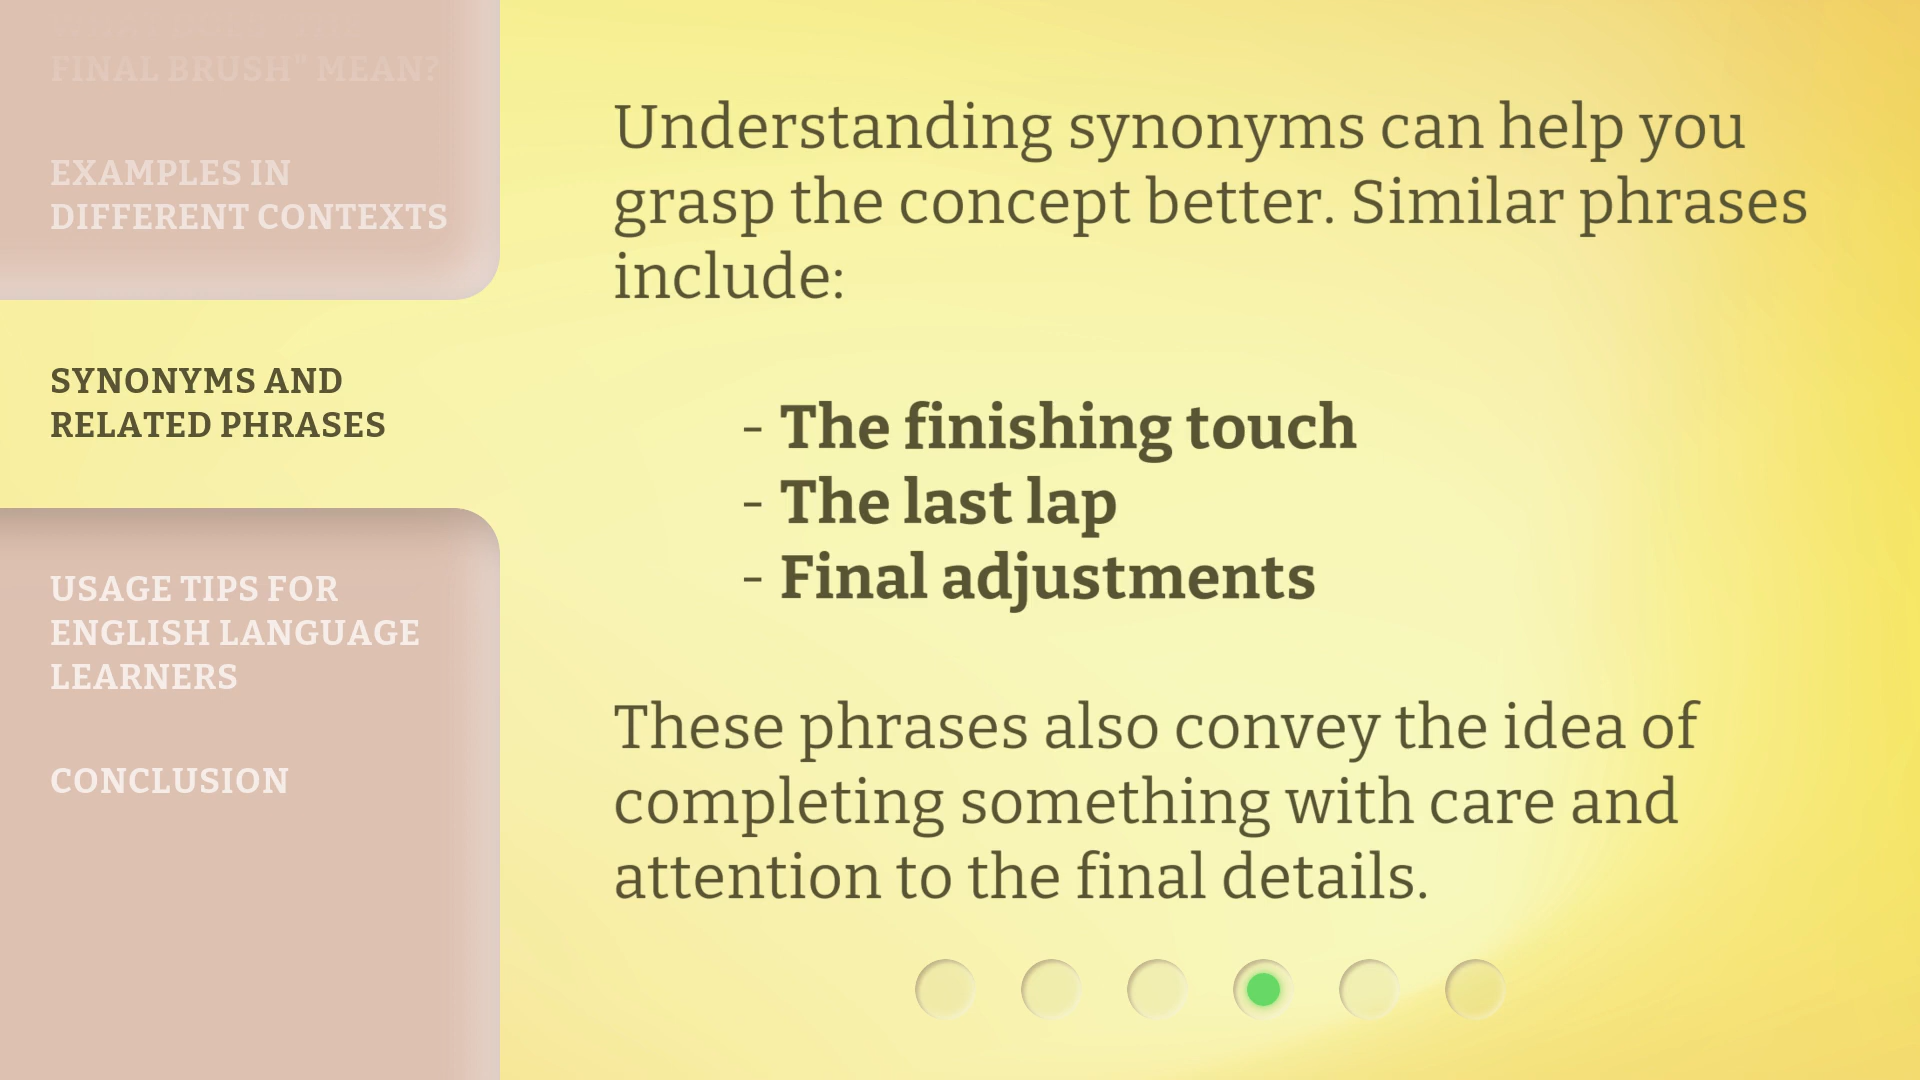 FINAL BRUSH" MEAN?
EXAMPLES IN
DIFFERENT CONTEXTS
SYNONYMS AND
RELATED PHRASES
USAGE TIPS FOR
ENGLISH LANGUAGE
LEARNERS
CONCLUSION
Understanding synonyms can help you
grasp the concept better. Similar phrases
include:
- The finishing touch
- The last lap
- Final adjustments
These phrases also convey the idea of
completing something with care and
attention to the final details.